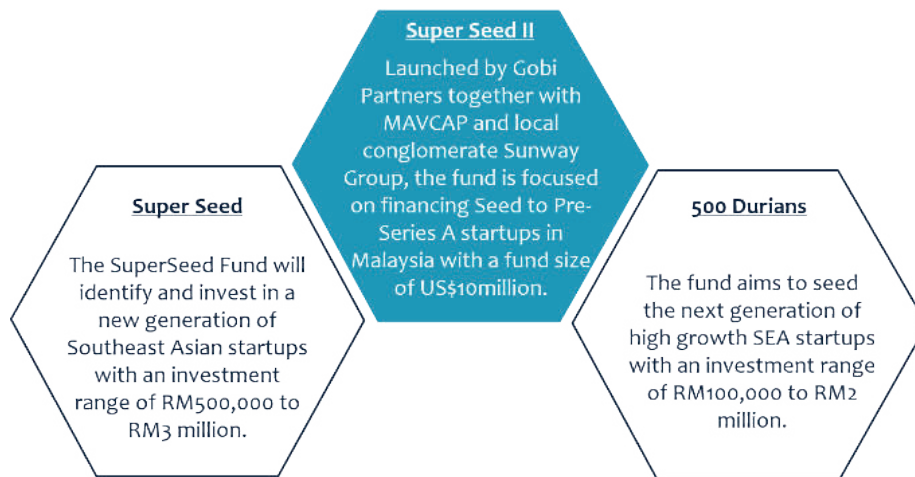 Super Seed II
Launched by Gobi
Partners together with
MAVCAP and local
conglomerate Sunway
Group, the fund is focused
on financing Seed to Pre-
Series A startups in
Malaysia with a fund size
of US$10million.
Super Seed
The SuperSeed Fund will
identify and invest in a
new generation of
Southeast Asian startups
with an investment
range of RM500,000 to
RM3 million.
500 Durians
The fund aims to seed
the next generation of
high growth SEA startups
with an investment range
of RM100,000 to RM2
million.